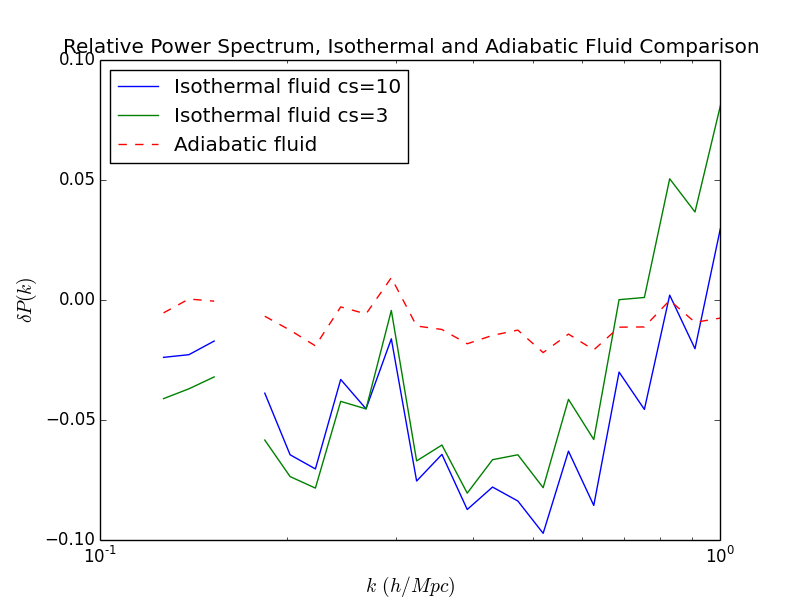 Relative Power Spectrum, Isothermal and Adiabatic Fluid Comparison
Isothermal fluid cs=10
Isothermal fluid cs=3
Adiabatic fluid
0.10
0.05
0.00
−0.05
−0.10
δP(k)
10⁻¹
10⁰
k (h/Mpc)